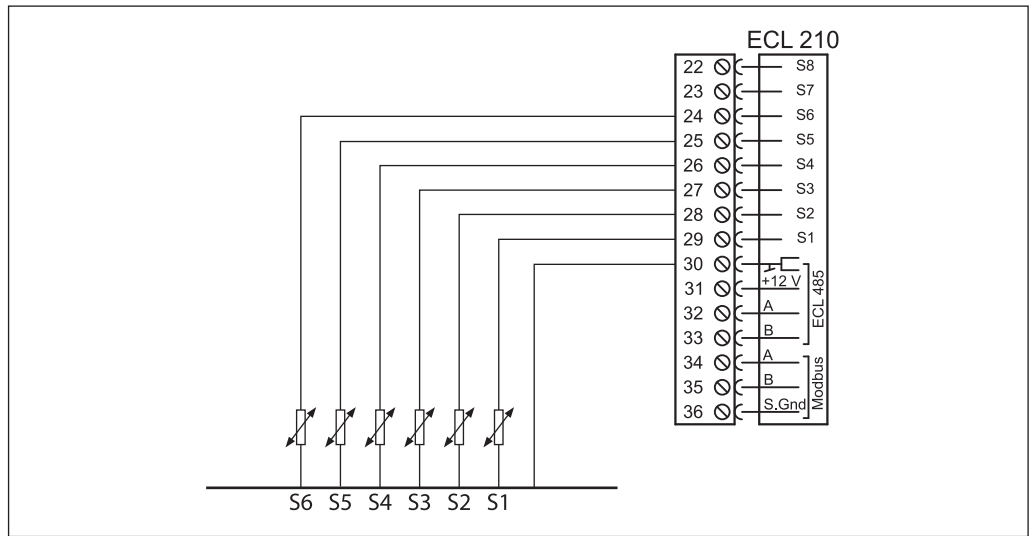 ECL 210
22 S8
23 S7
24 S6
25 S5
26 S4
27 S3
28 S2
29 S1
30
31 +12 V
32 A
33 B
ECL 485
34 A
35 B
36 S.Gnd
Modbus
S6 S5 S4 S3 S2 S1